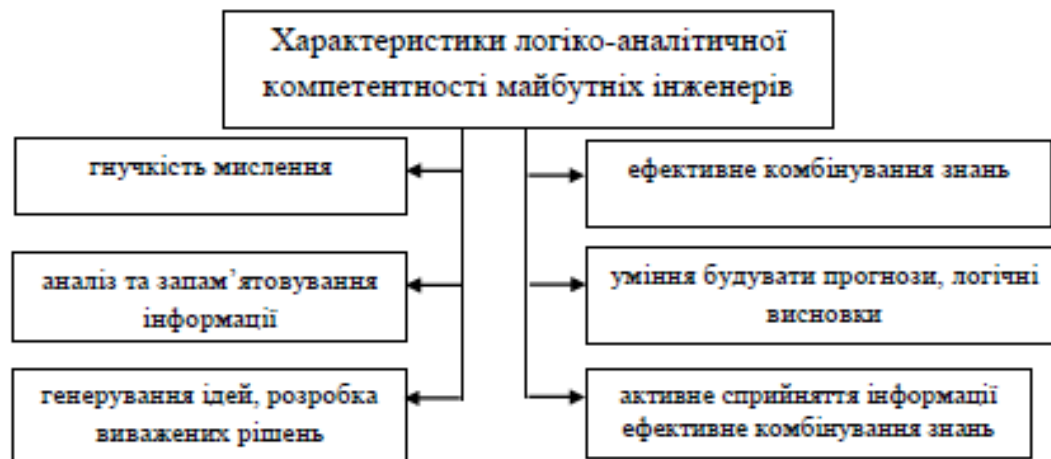 Характеристики логіко-аналітичної
компетентності майбутніх інженерів
гнучкість мислення
ефективне комбінування знань
аналіз та запам’ятовування
інформації
уміння будувати прогнози, логічні
висновки
генерування ідей, розробка
виважених рішень
активне сприйняття інформації
ефективне комбінування знань